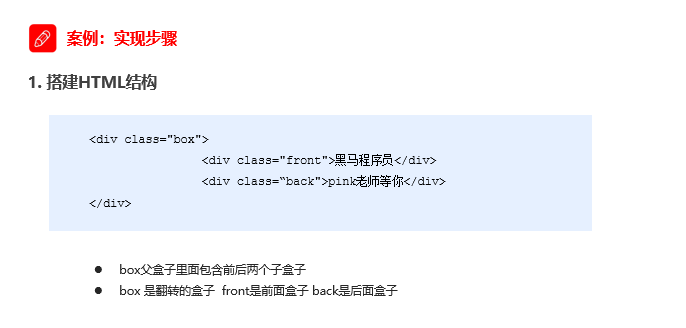 案例：实现步骤
1. 搭建HTML结构
<div class="box">
<div class="front">黑马程序员</div>
<div class=“back">pink老师等你</div>
</div>
● box父盒子里面包含前后两个子盒子
● box 是翻转的盒子 front是前面盒子 back是后面盒子